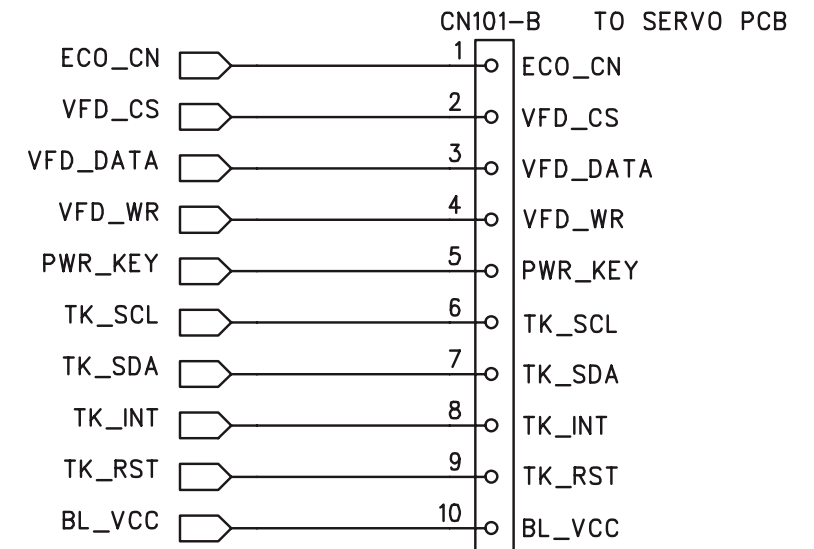 CN101-B TO SERVO PCB
ECO_CN 1 ECO_CN
VFD_CS 2 VFD_CS
VFD_DATA 3 VFD_DATA
VFD_WR 4 VFD_WR
PWR_KEY 5 PWR_KEY
TK_SCL 6 TK_SCL
TK_SDA 7 TK_SDA
TK_INT 8 TK_INT
TK_RST 9 TK_RST
BL_VCC 10 BL_VCC